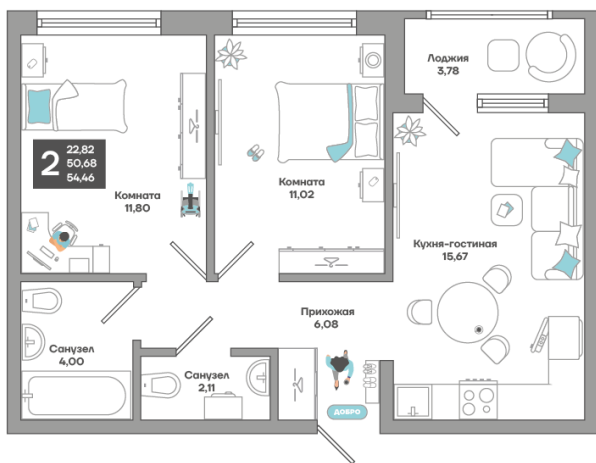 Лоджия
3,78
2
22,82
50,68
54,46
Комната
11,80
Комната
11,02
Кухня-гостиная
15,67
Прихожая
6,08
Санузел
4,00
Санузел
2,11
ДОБРО